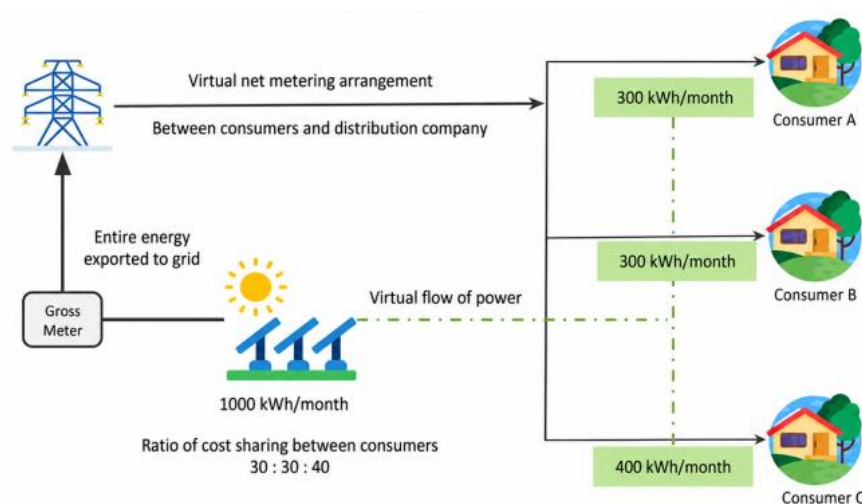 Virtual net metering arrangement
Between consumers and distribution company
300 kWh/month
Consumer A
Entire energy
exported to grid
300 kWh/month
Consumer B
Gross
Meter
Virtual flow of power
1000 kWh/month
Ratio of cost sharing between consumers
30 : 30 : 40
400 kWh/month
Consumer C